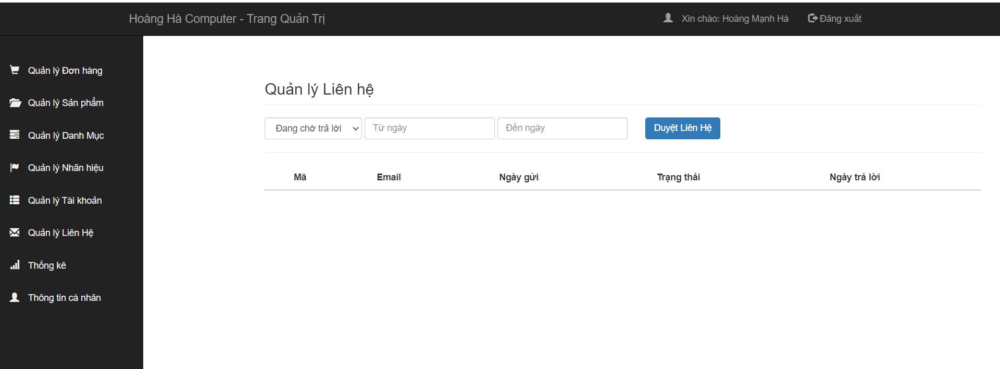 Hoàng Hà Computer - Trang Quản Trị
Xin chào: Hoàng Mạnh Hà
Đăng xuất
Quản lý Đơn hàng
Quản lý Sản phẩm
Quản lý Danh Mục
Quản lý Nhãn hiệu
Quản lý Tài khoản
Quản lý Liên Hệ
Thống kê
Thông tin cá nhân
Quản lý Liên hệ
Đang chờ trả lời
Từ ngày
Đến ngày
Duyệt Liên Hệ
Mã
Email
Ngày gửi
Trạng thái
Ngày trả lời